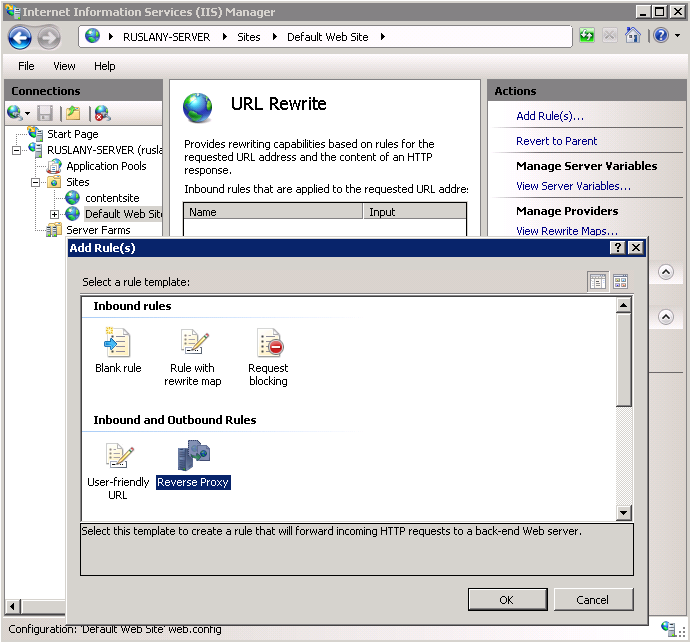 Internet Information Services (IIS) Manager
RUSLANY-SERVER Sites Default Web Site
File View Help
Connections
Start Page
RUSLANY-SERVER (rusla
Application Pools
Sites
contentsite
Default Web Site
Server Farms
URL Rewrite
Provides rewriting capabilities based on rules for the
requested URL address and the content of an HTTP
response.
Inbound rules that are applied to the requested URL addre
Name Input
Actions
Add Rule(s)...
Revert to Parent
Manage Server Variables
View Server Variables...
Manage Providers
View Rewrite Maps...
Add Rule(s)
Select a rule template:
Inbound rules
Blank rule
Rule with
rewrite map
Request
blocking
Inbound and Outbound Rules
User-friendly
URL
Reverse Proxy
Select this template to create a rule that will forward incoming HTTP requests to a back-end Web server.
OK Cancel
Configuration: 'Default Web Site' web.config